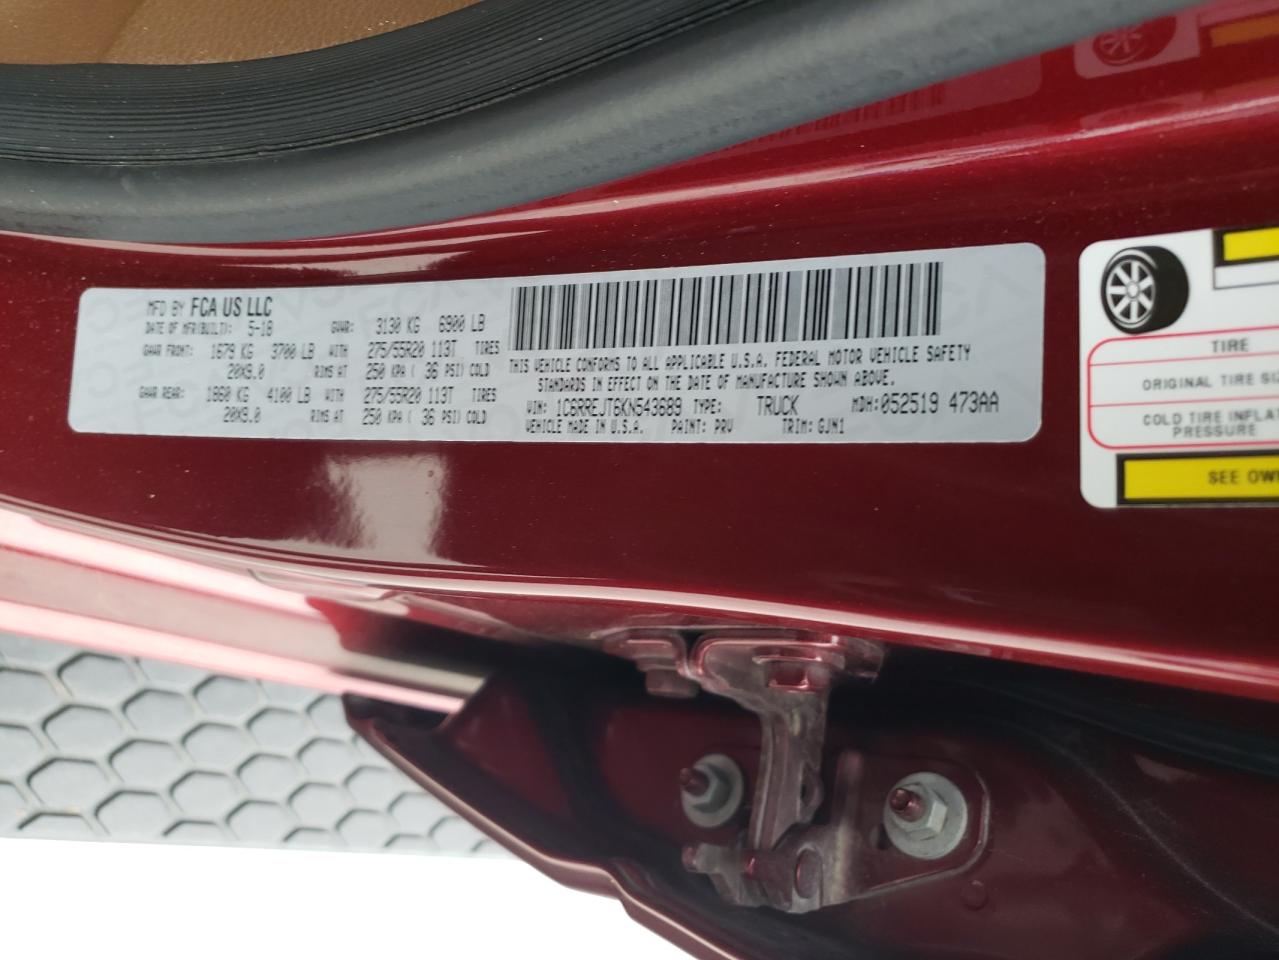 MFD BY FCA US LLC
DATE OF MFR(BUILT): 5-18 GVWR: 3130 KG 6900 LB
GAWR FRONT: 1679 KG 3700 LB WITH 275/55R20 113T TIRES
20X9.0 RIMS AT 250 KPA ( 36 PSI) COLD
GAWR REAR: 1860 KG 4100 LB WITH 275/55R20 113T TIRES
20X9.0 RIMS AT 250 KPA ( 36 PSI) COLD
THIS VEHICLE CONFORMS TO ALL APPLICABLE U.S.A. FEDERAL MOTOR VEHICLE SAFETY
STANDARDS IN EFFECT ON THE DATE OF MANUFACTURE SHOWN ABOVE.
VIN: 1C6RREJT6KN543689 TYPE: TRUCK MDH:052519 473AA
VEHICLE MADE IN U.S.A. PAINT: PRV TRIM: GJN1
TIRE
ORIGINAL TIRE SIZ
COLD TIRE INFLAT
PRESSURE
SEE OWN